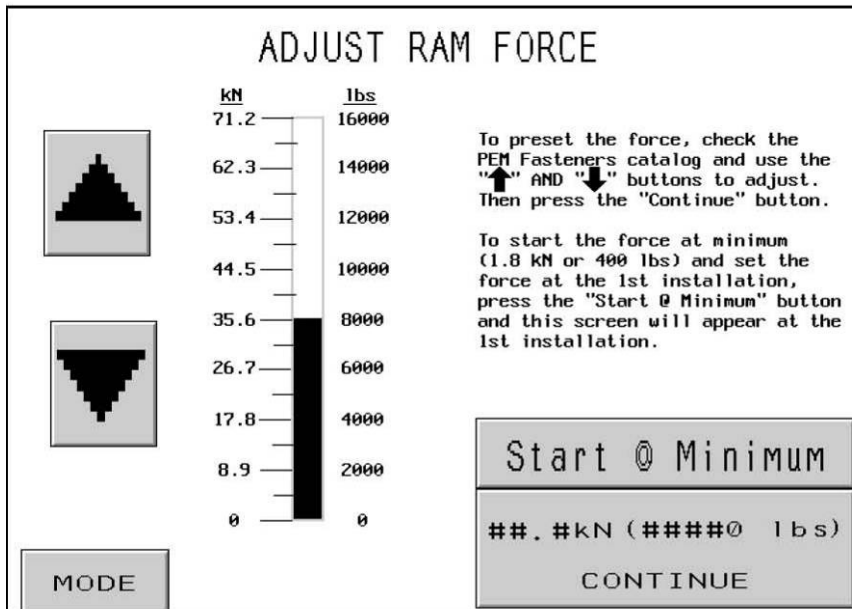 ADJUST RAM FORCE
kN lbs
71.2 16000
62.3 14000
53.4 12000
44.5 10000
35.6 8000
26.7 6000
17.8 4000
8.9 2000
0 0
To preset the force, check the
PEM Fasteners catalog and use the
"⬆" AND "⬇" buttons to adjust.
Then press the "Continue" button.
To start the force at minimum
(1.8 kN or 400 lbs) and set the
force at the 1st installation,
press the "Start @ Minimum" button
and this screen will appear at the
1st installation.
Start @ Minimum
##.#kN (####0 lbs)
CONTINUE
MODE